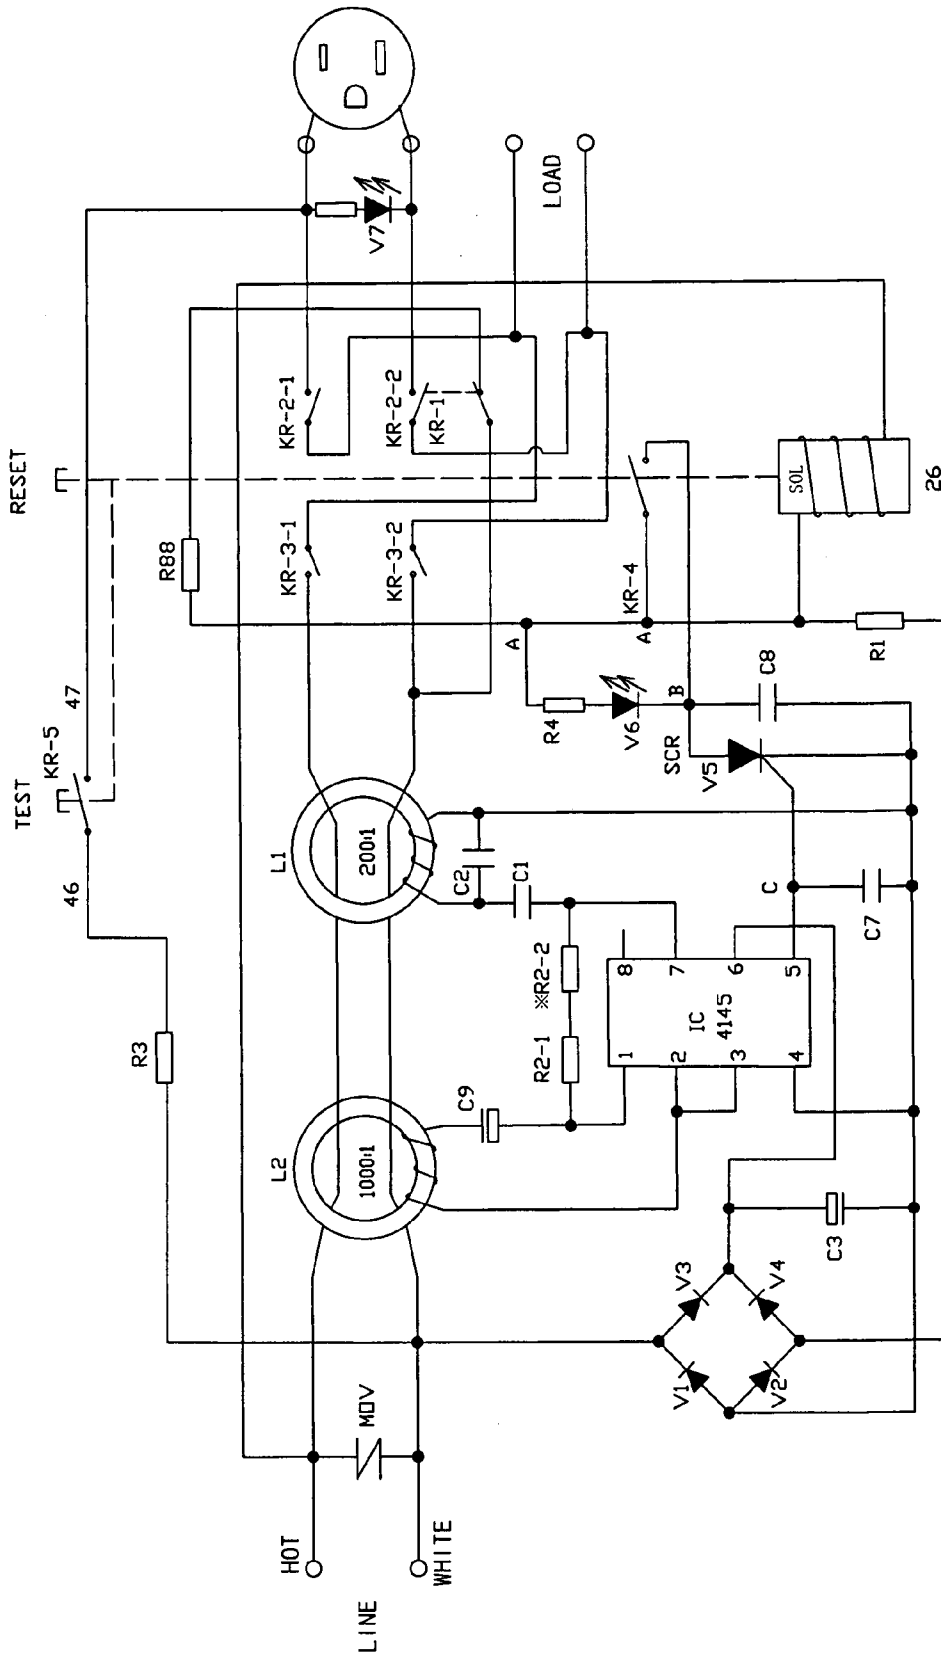 RESET
TEST
KR-5
47
46
R3
R88
KR-2-1
KR-2-2
KR-1
KR-3-1
KR-3-2
V7
LOAD
L1
200:1
L2
1000:1
HOT
LINE
WHITE
MOV
KR-4
A
A
R4
V6
B
SCR
V5
C8
SOL
26
R1
C2
C1
C9
R2-1
※R2-2
IC
4145
1
2
3
4
5
6
7
8
C
C7
C3
V1
V2
V3
V4